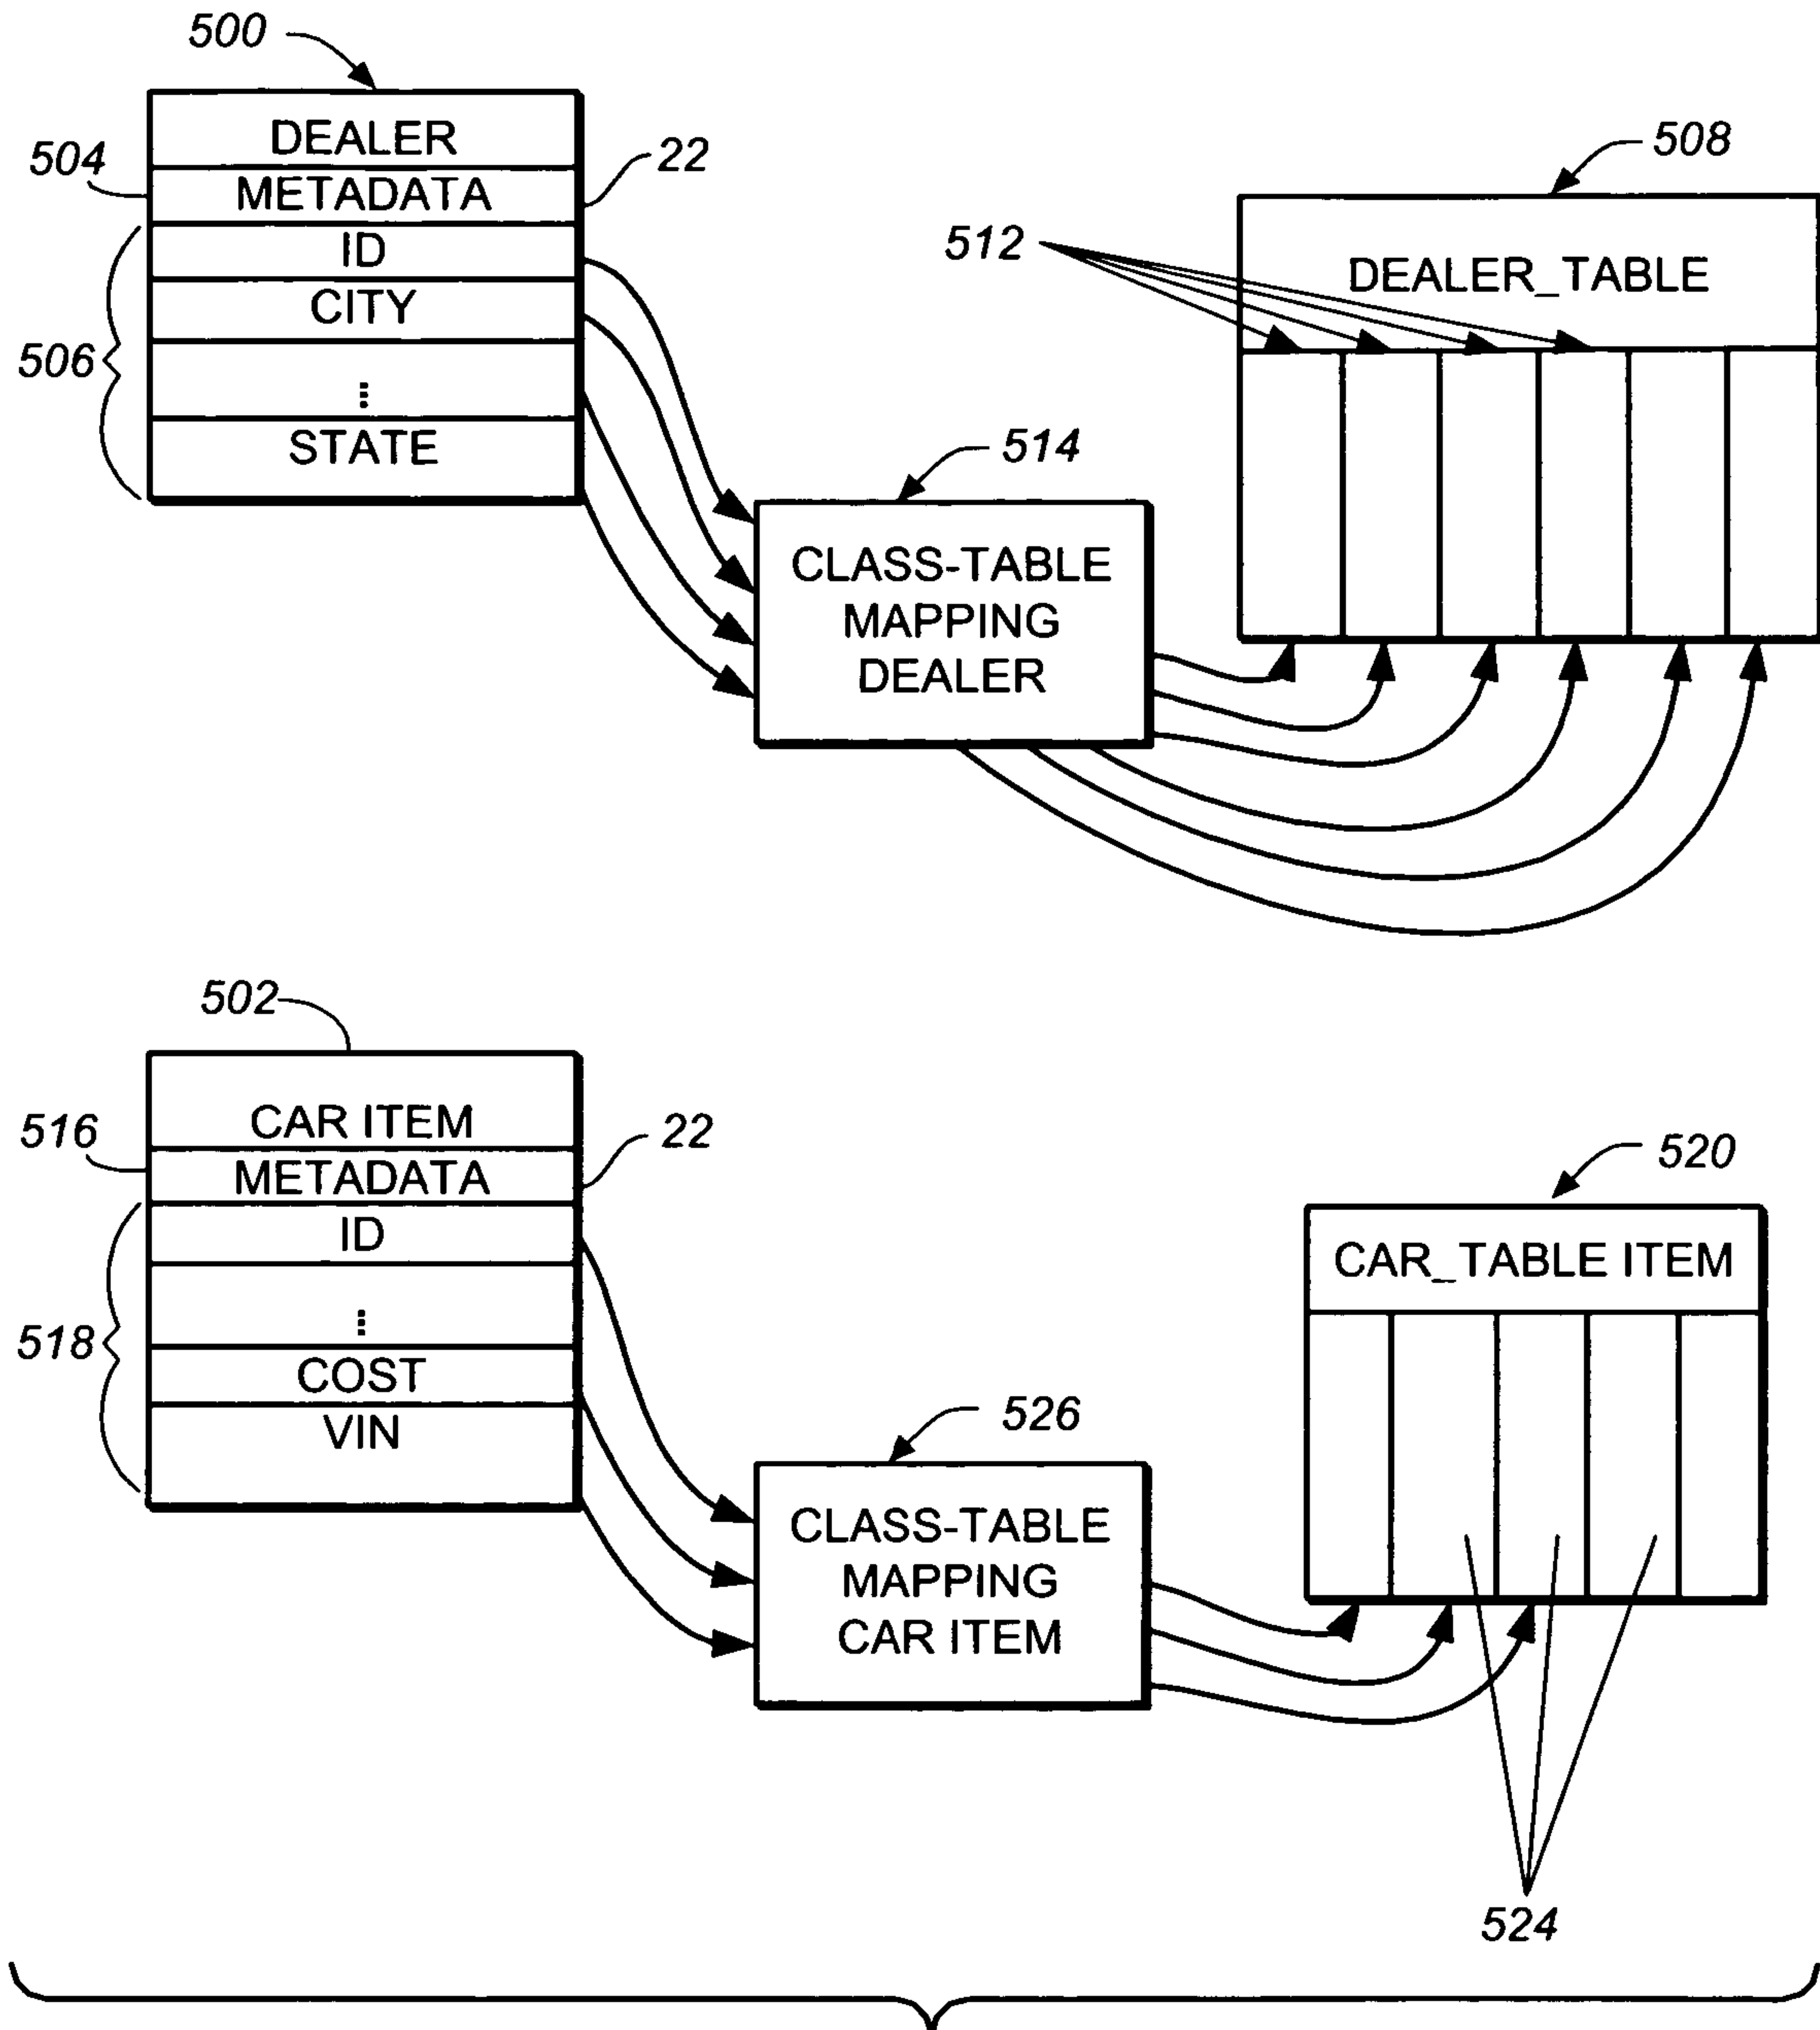 500
DEALER
504
METADATA
22
ID
CITY
...
STATE
506
508
512
DEALER_TABLE
514
CLASS-TABLE
MAPPING
DEALER
502
CAR ITEM
516
METADATA
22
ID
...
COST
VIN
518
520
CAR_TABLE ITEM
526
CLASS-TABLE
MAPPING
CAR ITEM
524